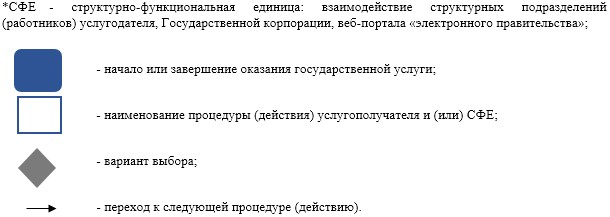 *СФЕ - структурно-функциональная единица: взаимодействие структурных подразделений
(работников) услугодателя, Государственной корпорации, веб-портала «электронного правительства»;
- начало или завершение оказания государственной услуги;
- наименование процедуры (действия) услугополучателя и (или) СФЕ;
- вариант выбора;
- переход к следующей процедуре (действию).